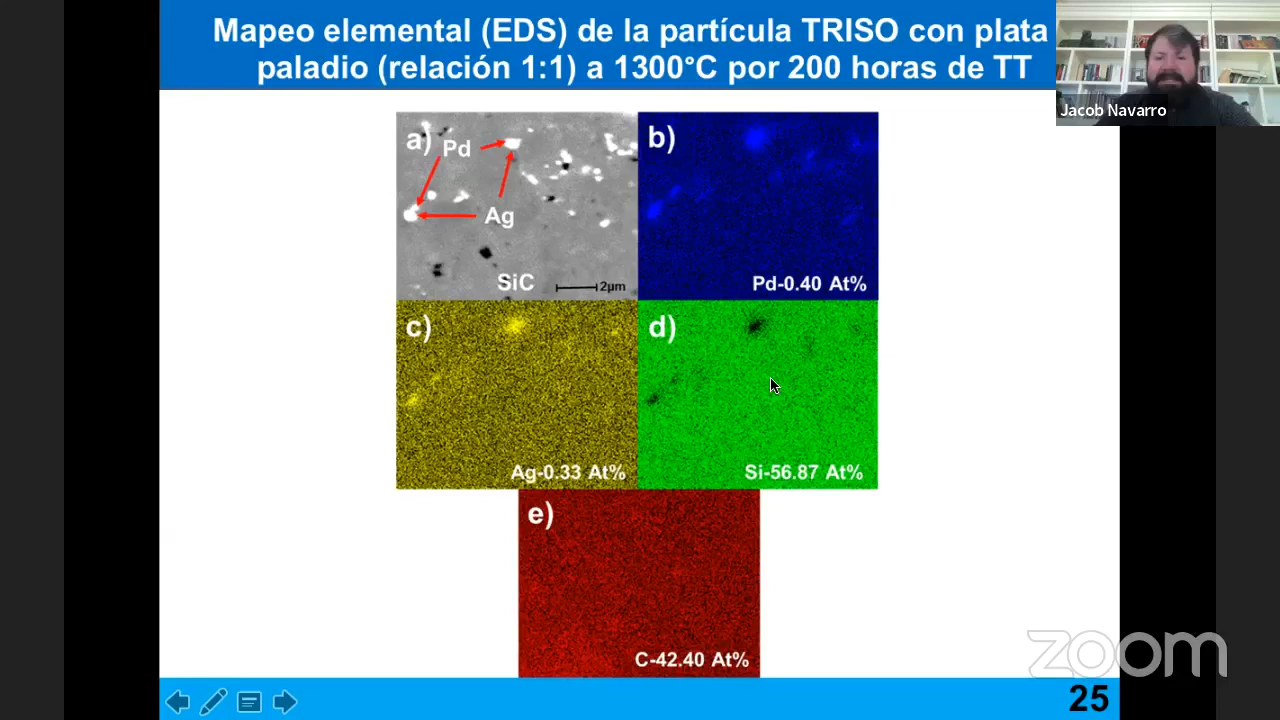 Mapeo elemental (EDS) de la partícula TRISO con plata
paladio (relación 1:1) a 1300°C por 200 horas de TT
Jacob Navarro
a)
Pd
Ag
SiC
2µm
b)
Pd-0.40 At%
c)
Ag-0.33 At%
d)
Si-56.87 At%
e)
C-42.40 At%
zoom
25